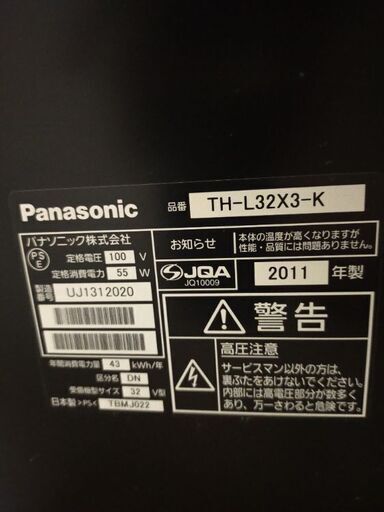 Panasonic
品番 TH-L32X3-K
パナソニック株式会社
PS
E
定格電圧 100 V
定格消費電力 55 W
製造番号 UJ1312020
お知らせ
本体の温度が高くなりますが
性能・品質には問題ありません。
JQA
JQ10009
2011 年製
警告
高圧注意
サービスマン以外の方は、
裏ぶたをあけないでください。
内部には高電圧部分が数多く
あり、万一さわると危険です。
年間消費電力量 43 kWh/年
区分名 DN
受信機型サイズ 32 V型
日本製 >PS< TBMJ022